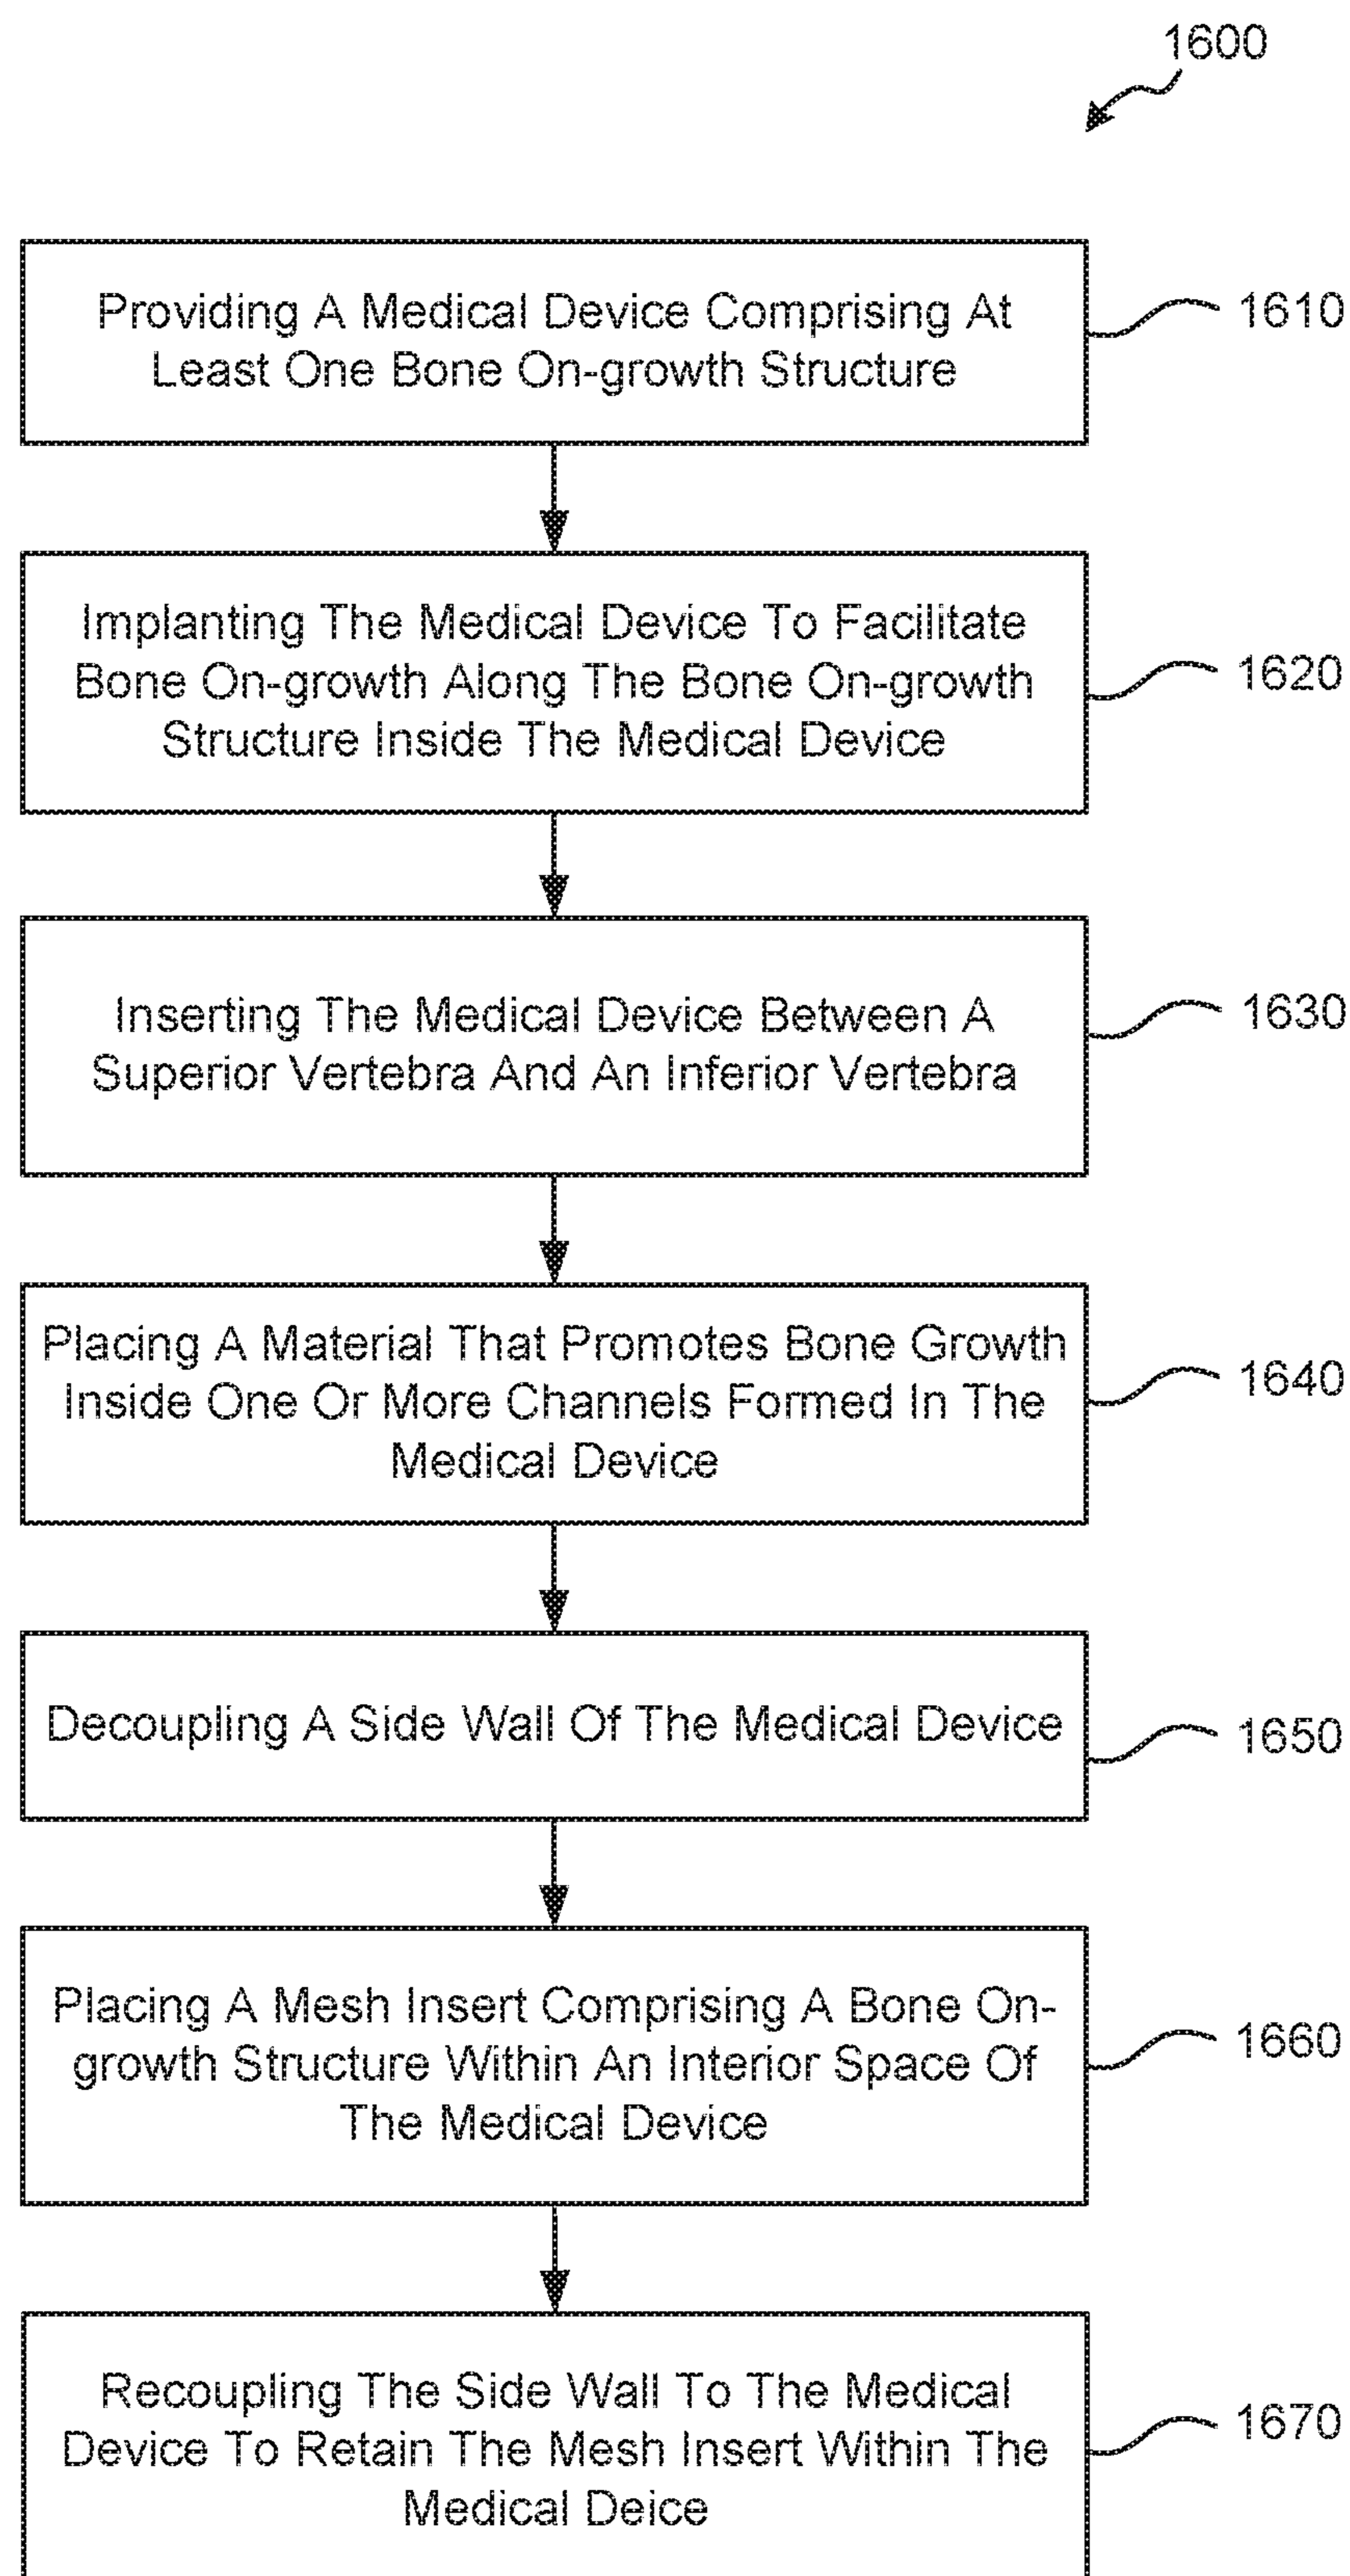 1600
Providing A Medical Device Comprising At
Least One Bone On-growth Structure
1610
Implanting The Medical Device To Facilitate
Bone On-growth Along The Bone On-growth
Structure Inside The Medical Device
1620
Inserting The Medical Device Between A
Superior Vertebra And An Inferior Vertebra
1630
Placing A Material That Promotes Bone Growth
Inside One Or More Channels Formed In The
Medical Device
1640
Decoupling A Side Wall Of The Medical Device
1650
Placing A Mesh Insert Comprising A Bone On-
growth Structure Within An Interior Space Of
The Medical Device
1660
Recoupling The Side Wall To The Medical
Device To Retain The Mesh Insert Within The
Medical Deice
1670